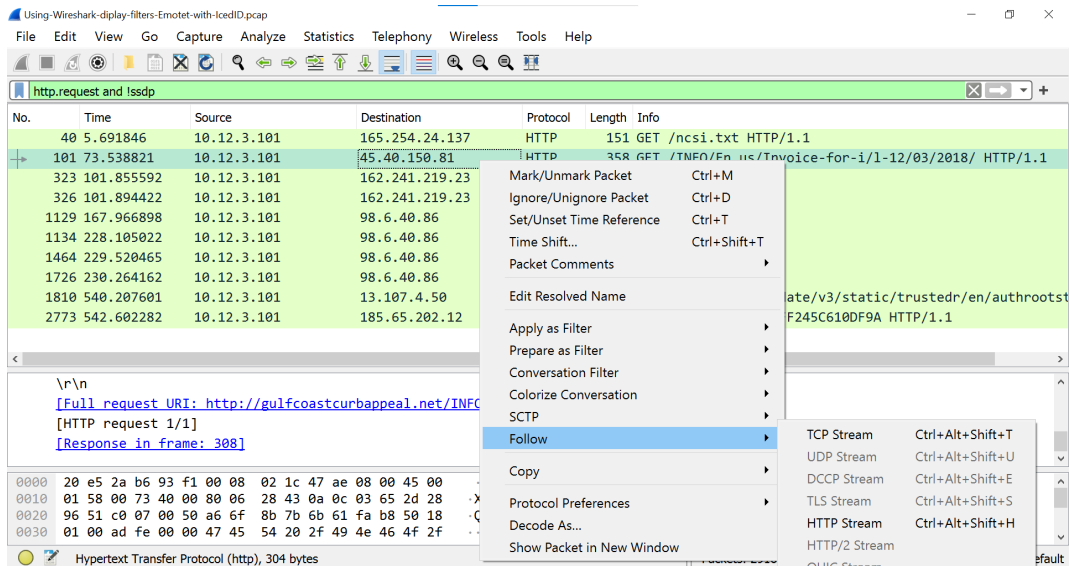 Using-Wireshark-diplay-filters-Emotet-with-IcedID.pcap
File Edit View Go Capture Analyze Statistics Telephony Wireless Tools Help
http.request and !ssdp
No. Time Source Destination Protocol Length Info
40 5.691846 10.12.3.101 165.254.24.137 HTTP 151 GET /ncsi.txt HTTP/1.1
101 73.538821 10.12.3.101 45.40.150.81 HTTP 358 GET /INFO/En_us/Invoice-for-i/l-12/03/2018/ HTTP/1.1
323 101.855592 10.12.3.101 162.241.219.23
326 101.894422 10.12.3.101 162.241.219.23
1129 167.966898 10.12.3.101 98.6.40.86
1134 228.105022 10.12.3.101 98.6.40.86
1464 229.520465 10.12.3.101 98.6.40.86
1726 230.264162 10.12.3.101 98.6.40.86
1810 540.207601 10.12.3.101 13.107.4.50 date/v3/static/trustedr/en/authrootst
2773 542.602282 10.12.3.101 185.65.202.12 F245C610DF9A HTTP/1.1
Mark/Unmark Packet Ctrl+M
Ignore/Unignore Packet Ctrl+D
Set/Unset Time Reference Ctrl+T
Time Shift... Ctrl+Shift+T
Packet Comments
Edit Resolved Name
Apply as Filter
Prepare as Filter
Conversation Filter
Colorize Conversation
SCTP
Follow
Copy
Protocol Preferences
Decode As...
Show Packet in New Window
TCP Stream Ctrl+Alt+Shift+T
UDP Stream Ctrl+Alt+Shift+U
DCCP Stream Ctrl+Alt+Shift+E
TLS Stream Ctrl+Alt+Shift+S
HTTP Stream Ctrl+Alt+Shift+H
HTTP/2 Stream
\r\n
[Full request URI: http://gulfcoastcurbappeal.net/INFO
[HTTP request 1/1]
[Response in frame: 308]
0000 20 e5 2a b6 93 f1 00 08 02 1c 47 ae 08 00 45 00
0010 01 58 00 73 40 00 80 06 28 43 0a 0c 03 65 2d 28 ·X
0020 96 51 c0 07 00 50 a6 6f 8b 7b 6b 61 fa b8 50 18 ·Q
0030 01 00 ad fe 00 00 47 45 54 20 2f 49 4e 46 4f 2f ··
Hypertext Transfer Protocol (http), 304 bytes